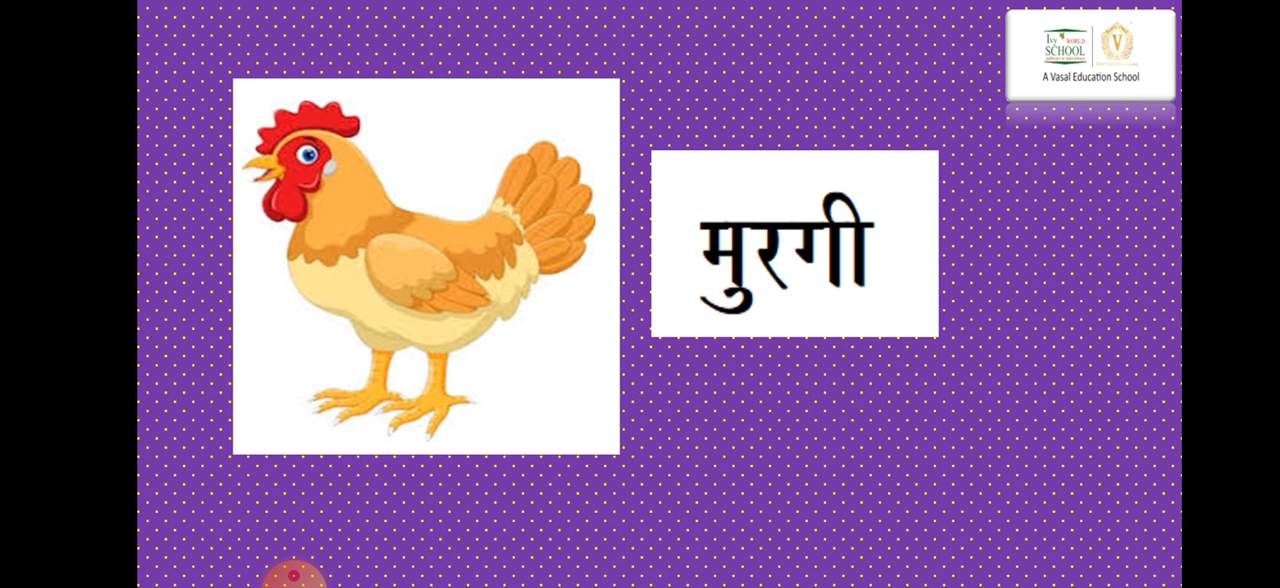 Ivy WORLD
SCHOOL
V
A Vasal Education School
मुरगी